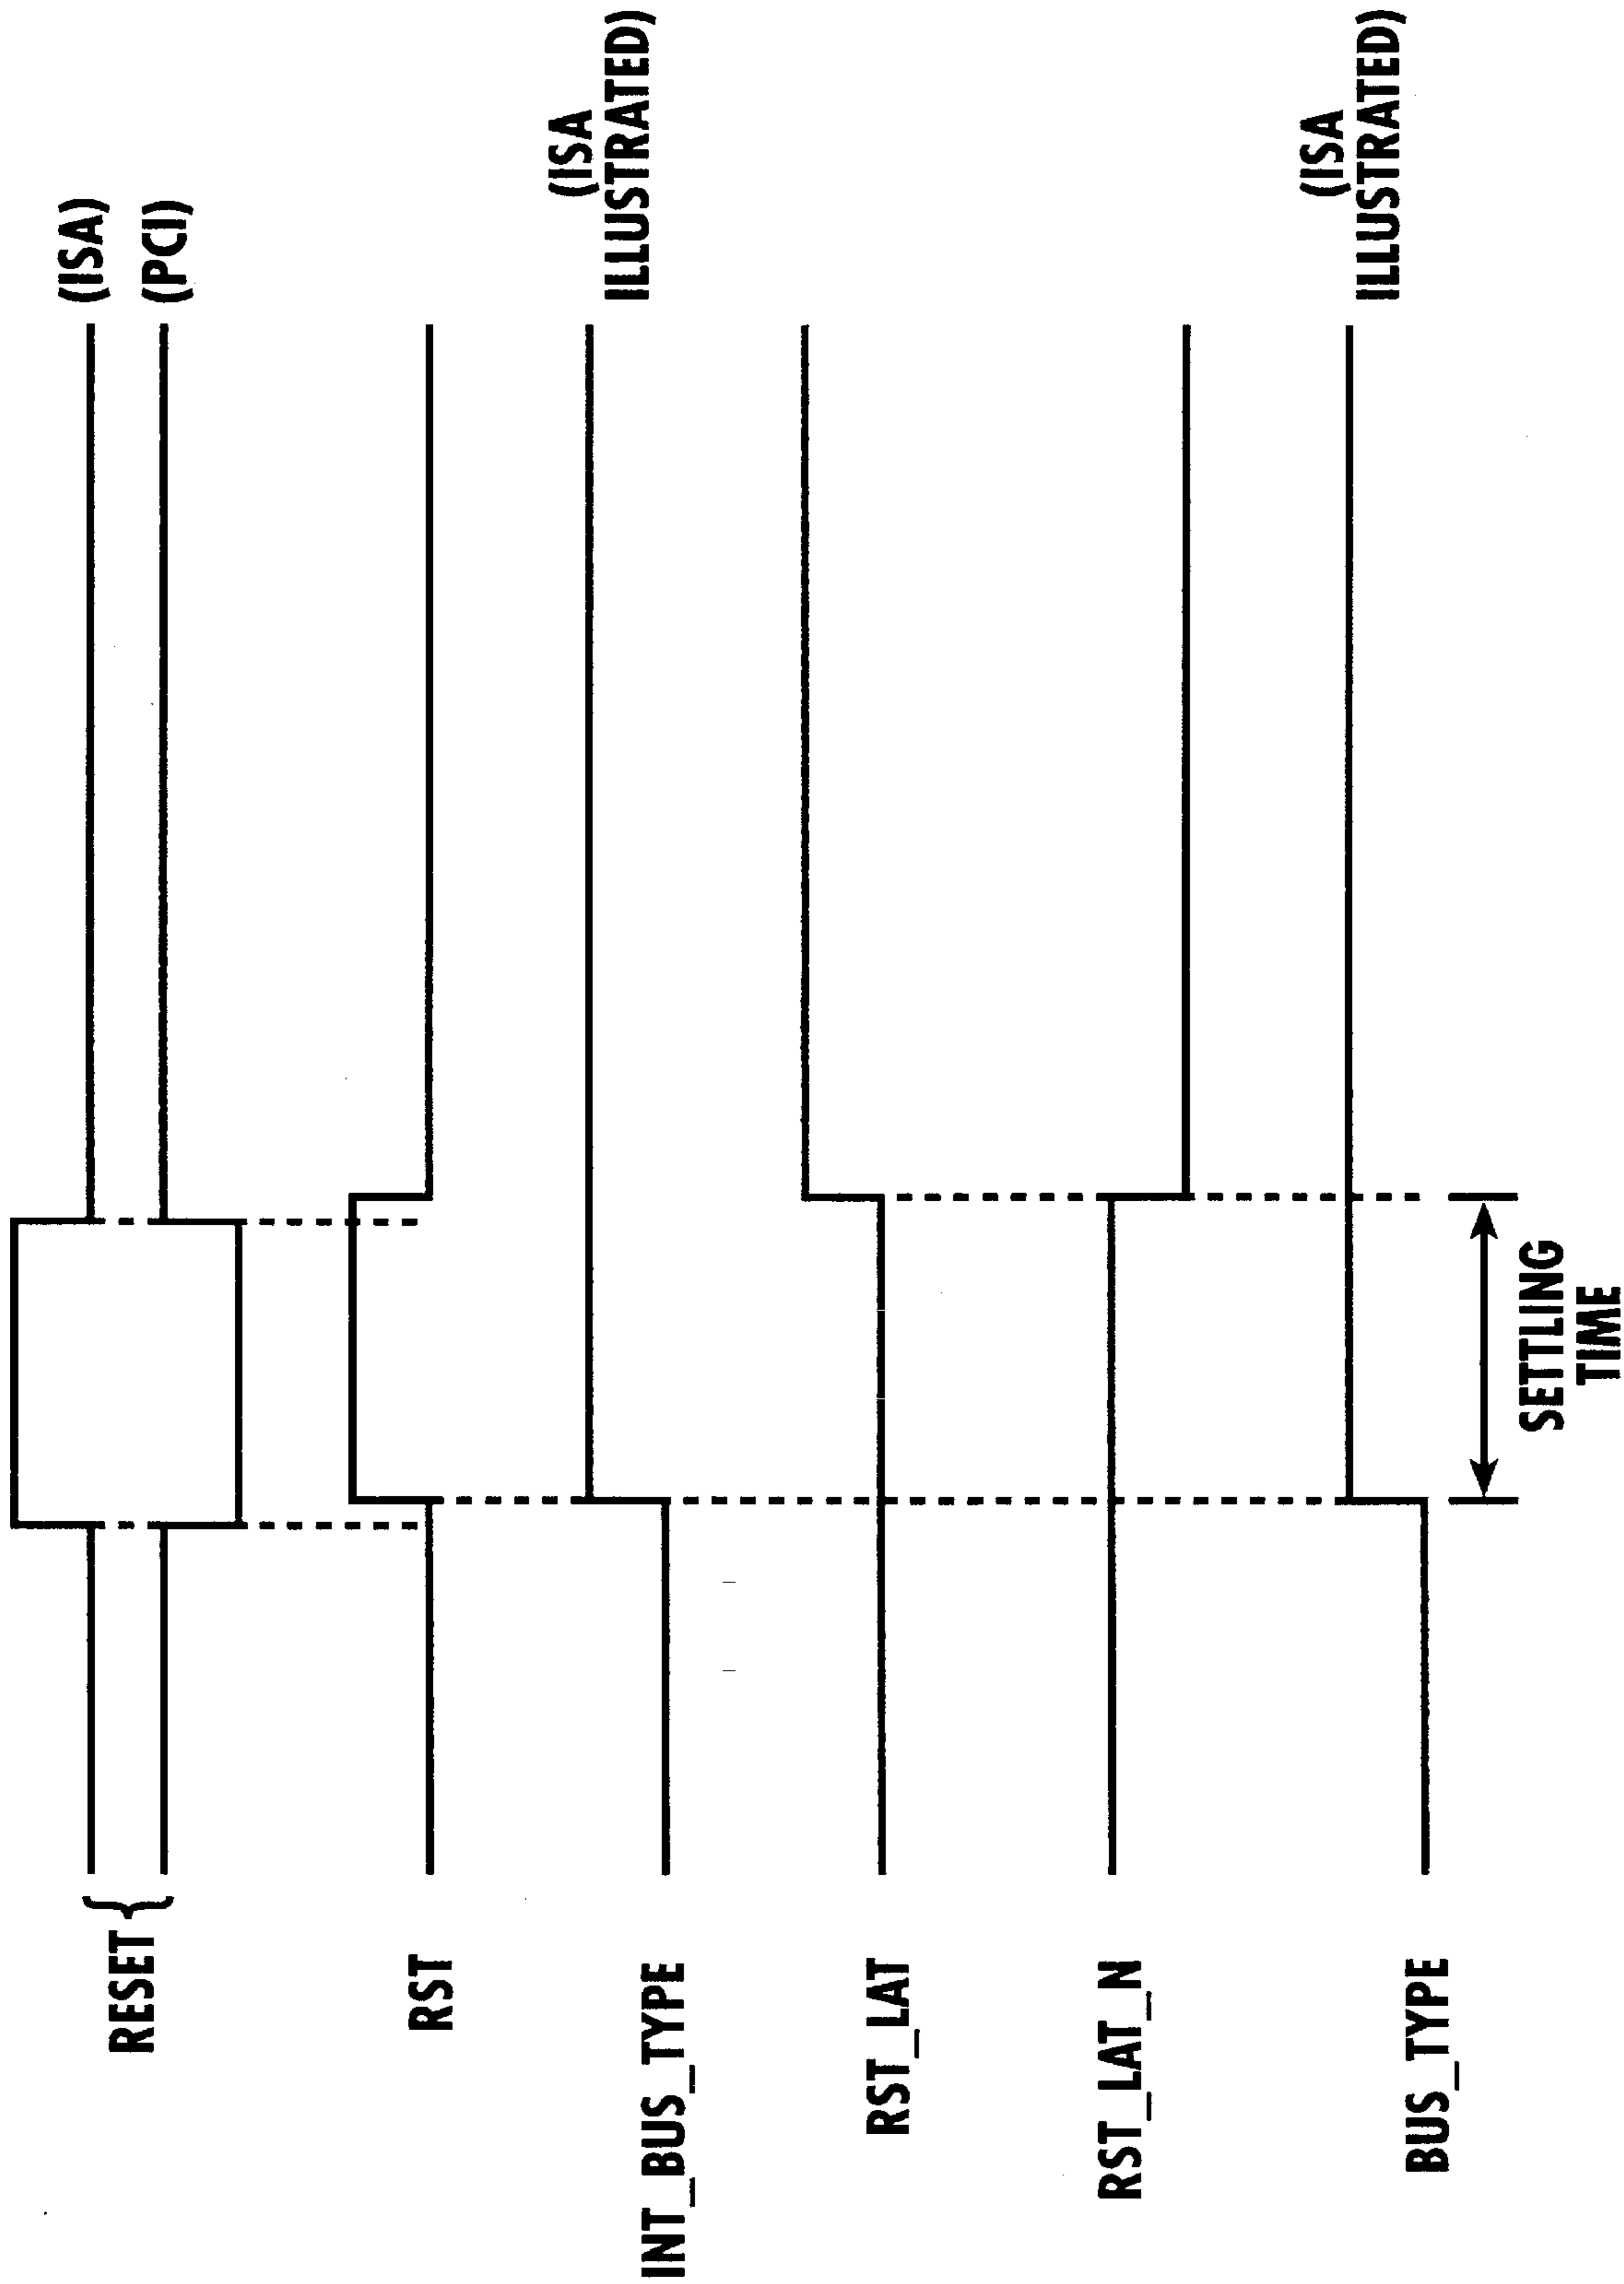 RESET {
(ISA)
(PCI)
RST
INT_BUS_TYPE
(ISA
ILLUSTRATED)
RST_LAT
RST_LAT_N
BUS_TYPE
(ISA
ILLUSTRATED)
SETTLING
TIME